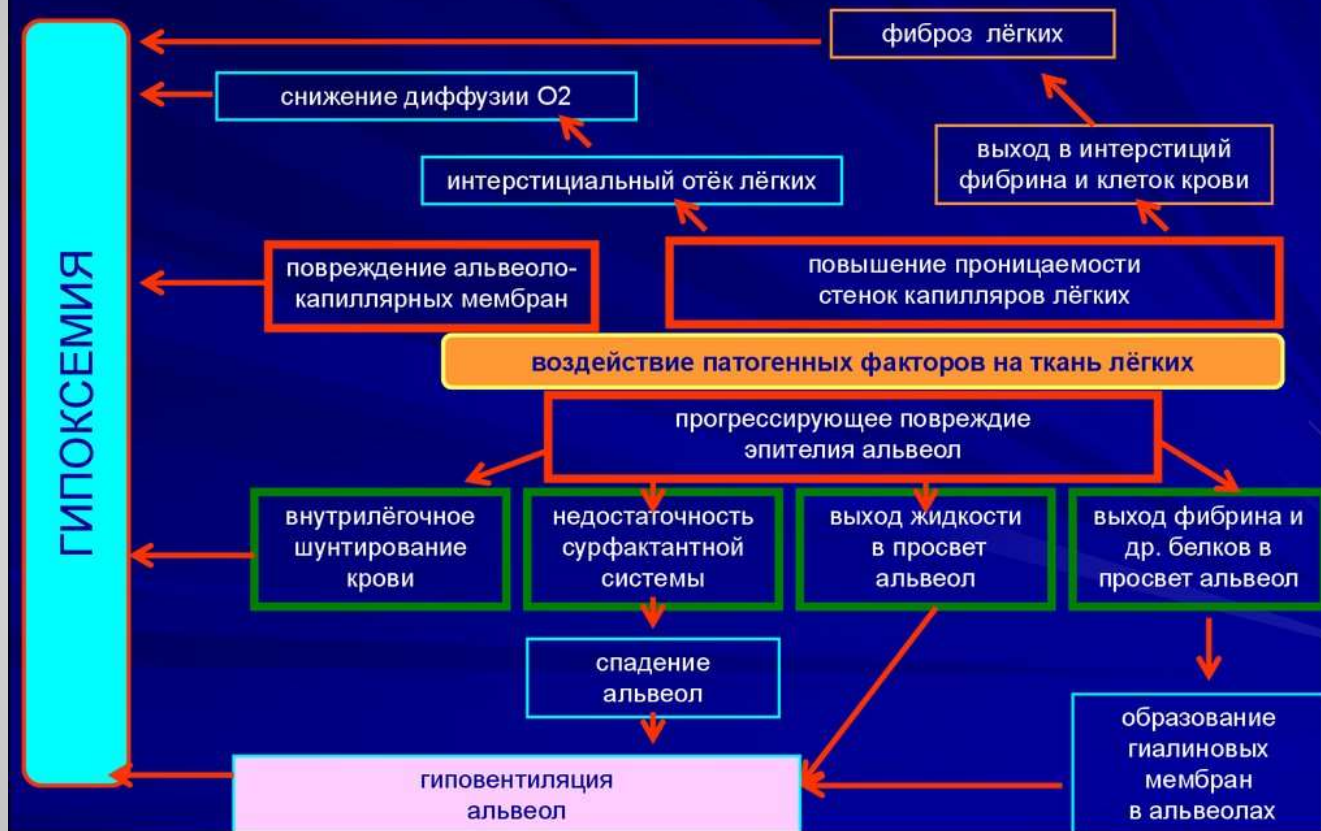 фиброз лёгких
снижение диффузии О2
выход в интерстиций
фибрина и клеток крови
интерстициальный отёк лёгких
ГИПОКСЕМИЯ
повреждение альвеоло-
капиллярных мембран
повышение проницаемости
стенок капилляров лёгких
воздействие патогенных факторов на ткань лёгких
прогрессирующее повреждие
эпителия альвеол
внутрилёгочное
шунтирование
крови
недостаточность
сурфактантной
системы
выход жидкости
в просвет
альвеол
выход фибрина и
др. белков в
просвет альвеол
спадение
альвеол
образование
гиалиновых
мембран
в альвеолах
гиповентиляция
альвеол